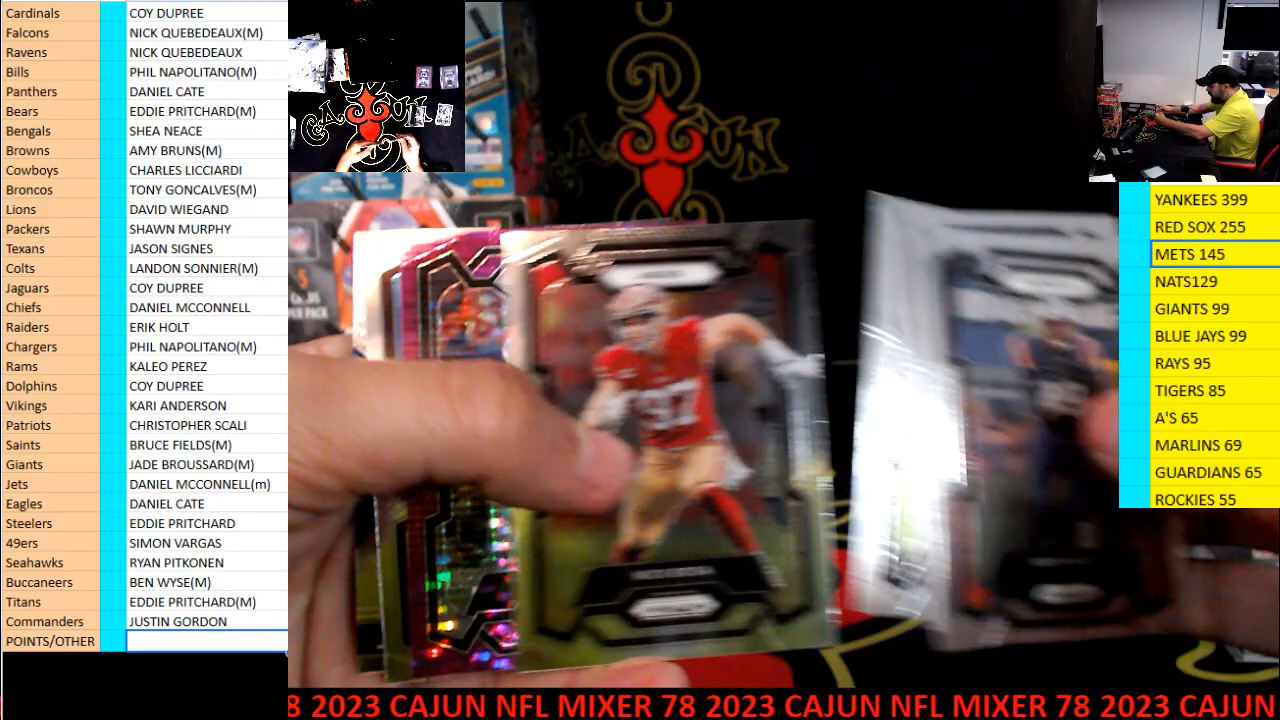 Cardinals COY DUPREE
Falcons NICK QUEBEDEAUX(M)
Ravens NICK QUEBEDEAUX
Bills PHIL NAPOLITANO(M)
Panthers DANIEL CATE
Bears EDDIE PRITCHARD(M)
Bengals SHEA NEACE
Browns AMY BRUNS(M)
Cowboys CHARLES LICCIARDI
Broncos TONY GONCALVES(M)
Lions DAVID WIEGAND
Packers SHAWN MURPHY
Texans JASON SIGNES
Colts LANDON SONNIER(M)
Jaguars COY DUPREE
Chiefs DANIEL MCCONNELL
Raiders ERIK HOLT
Chargers PHIL NAPOLITANO(M)
Rams KALEO PEREZ
Dolphins COY DUPREE
Vikings KARI ANDERSON
Patriots CHRISTOPHER SCALI
Saints BRUCE FIELDS(M)
Giants JADE BROUSSARD(M)
Jets DANIEL MCCONNELL(m)
Eagles DANIEL CATE
Steelers EDDIE PRITCHARD
49ers SIMON VARGAS
Seahawks RYAN PITKONEN
Buccaneers BEN WYSE(M)
Titans EDDIE PRITCHARD(M)
Commanders JUSTIN GORDON
POINTS/OTHER
97
YANKEES 399
RED SOX 255
METS 145
NATS129
GIANTS 99
BLUE JAYS 99
RAYS 95
TIGERS 85
A'S 65
MARLINS 69
GUARDIANS 65
ROCKIES 55
8 2023 CAJUN NFL MIXER 78 2023 CAJUN NFL MIXER 78 2023 CAJUN